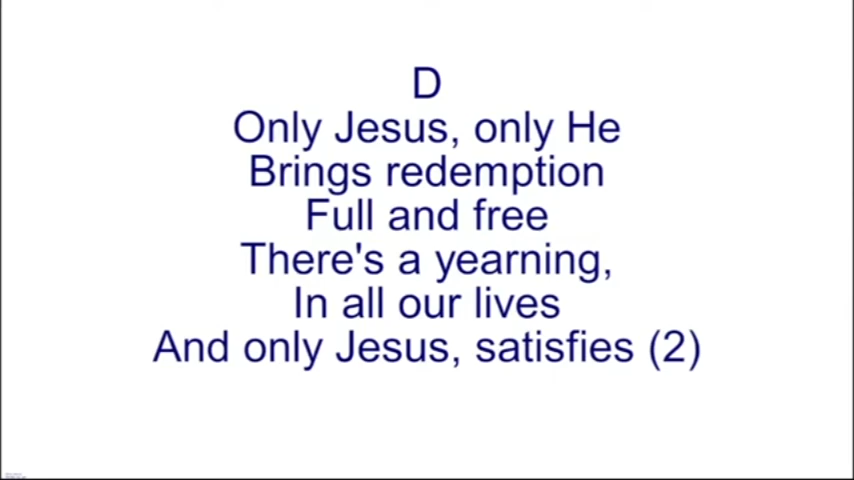 D
Only Jesus, only He
Brings redemption
Full and free
There's a yearning,
In all our lives
And only Jesus, satisfies (2)